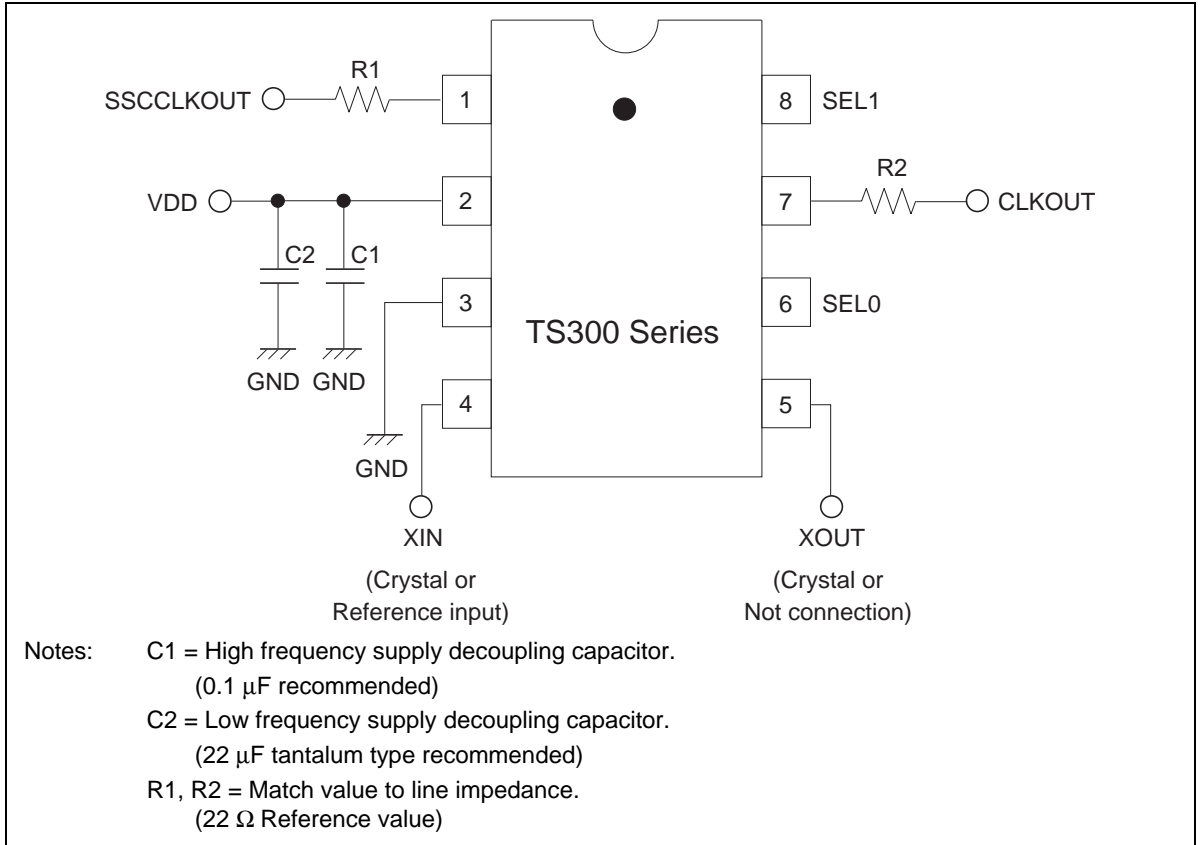 R1
SSCCLKOUT
1
8
SEL1
R2
VDD
2
7
CLKOUT
C2
C1
3
6
SEL0
TS300 Series
GND
GND
4
5
GND
XIN
XOUT
(Crystal or
Reference input)
(Crystal or
Not connection)
Notes:
C1 = High frequency supply decoupling capacitor.
(0.1 μF recommended)
C2 = Low frequency supply decoupling capacitor.
(22 μF tantalum type recommended)
R1, R2 = Match value to line impedance.
(22 Ω Reference value)